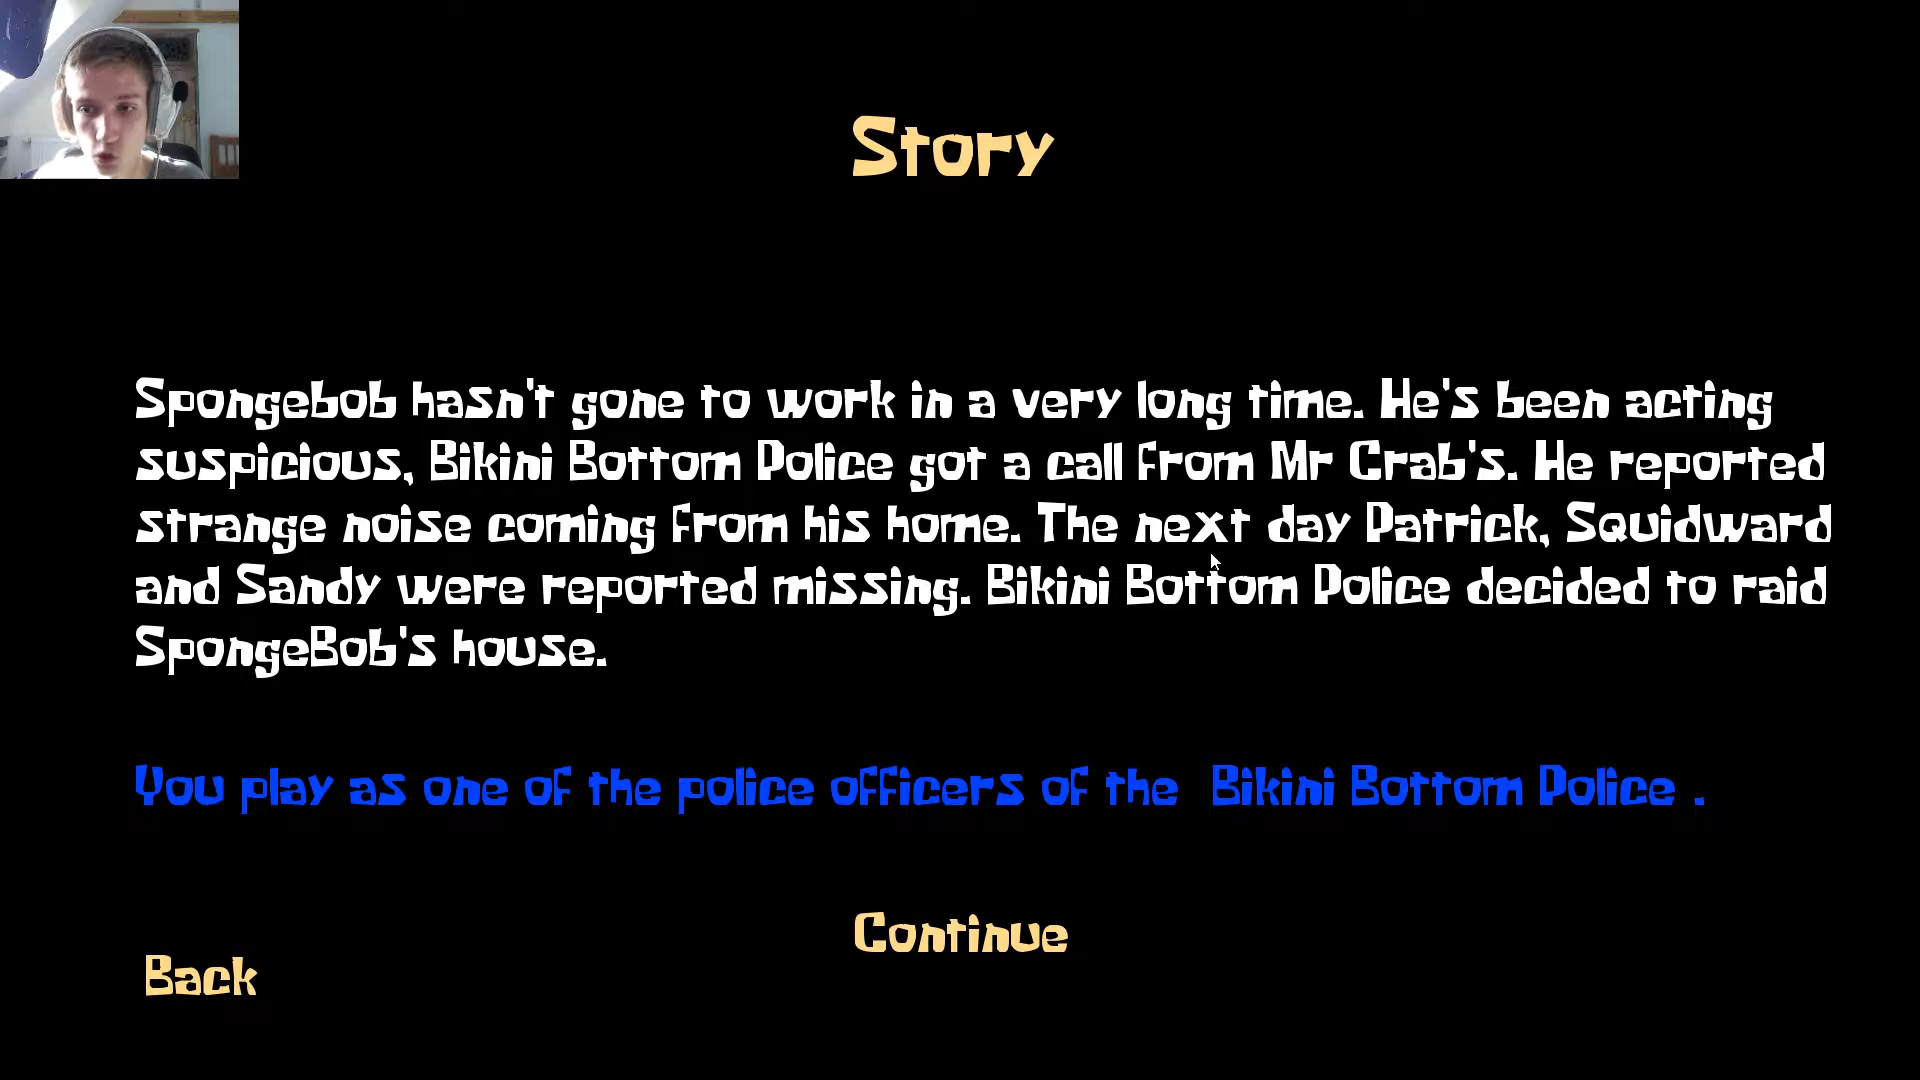 Story
Spongebob hasn't gone to work in a very long time. He's been acting
suspicious, Bikini Bottom Police got a call from Mr Crab's. He reported
strange noise coming from his home. The next day Patrick, Squidward
and Sandy were reported missing. Bikini Bottom Police decided to raid
SpongeBob's house.
You play as one of the police officers of the  Bikini Bottom Police .
Continue
Back